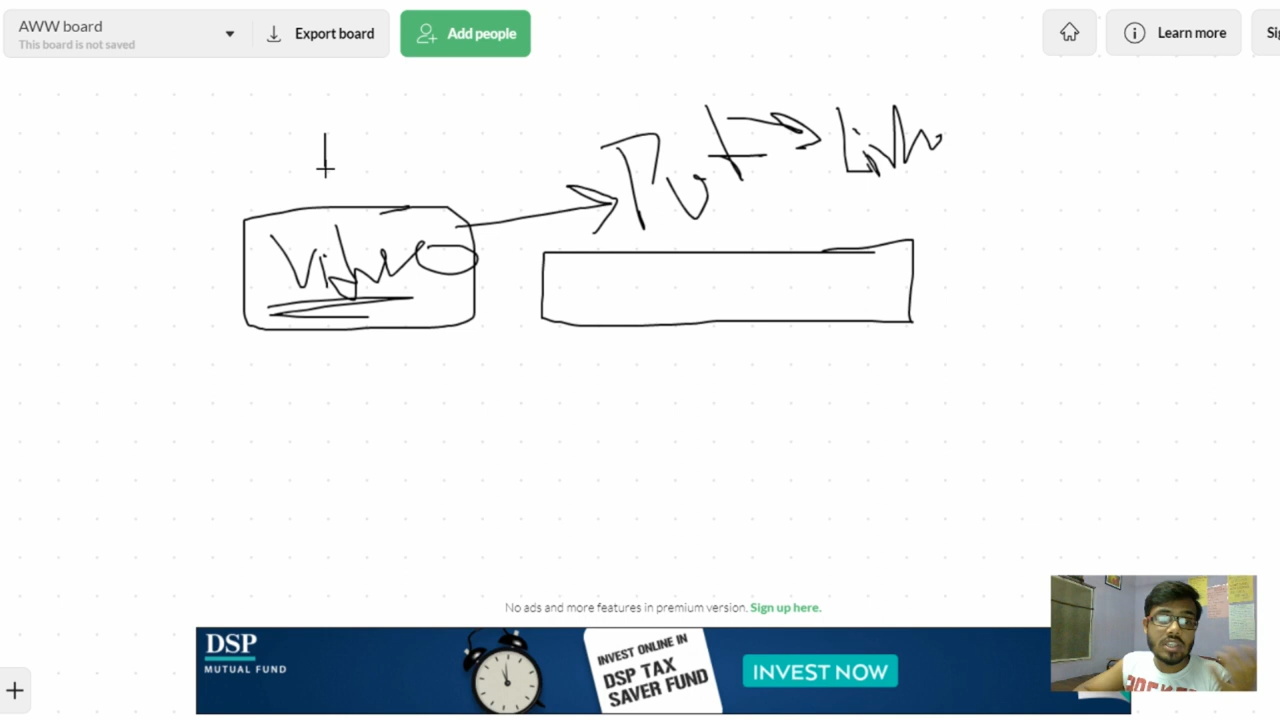 AWW board
This board is not saved
Export board
Add people
Learn more
Put
Video
No ads and more features in premium version. Sign up here.
DSP
MUTUAL FUND
INVEST ONLINE IN
DSP TAX
SAVER FUND
INVEST NOW